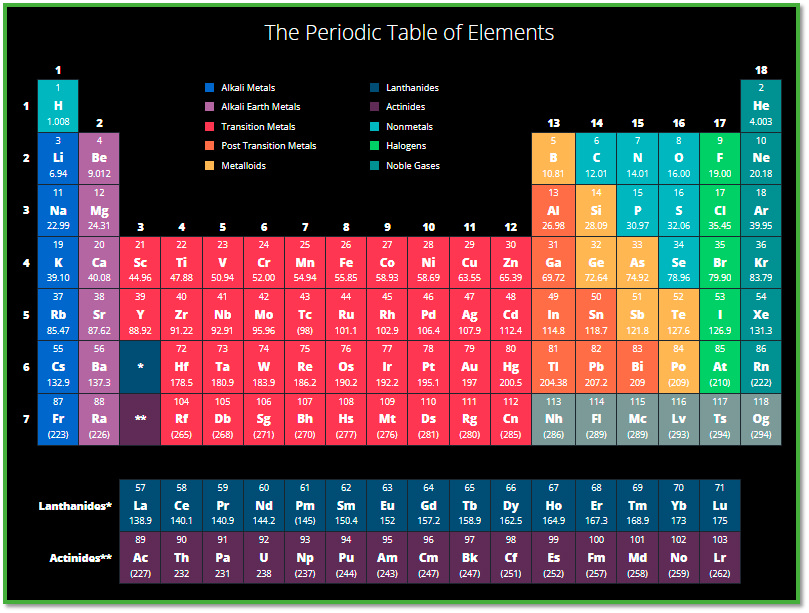 The Periodic Table of Elements
1 18
Alkali Metals Lanthanides
Alkali Earth Metals Actinides
Transition Metals Nonmetals
Post Transition Metals Halogens
Metalloids Noble Gases
1 2
1 H He
1.008 4.003
2 13 14 15 16 17
3 4 5 6 7 8 9 10
2 Li Be B C N O F Ne
6.94 9.012 10.81 12.01 14.01 16.00 19.00 20.18
11 12 13 14 15 16 17 18
3 Na Mg Al Si P S Cl Ar
22.99 24.31 26.98 28.09 30.97 32.06 35.45 39.95
3 4 5 6 7 8 9 10 11 12
19 20 21 22 23 24 25 26 27 28 29 30 31 32 33 34 35 36
4 K Ca Sc Ti V Cr Mn Fe Co Ni Cu Zn Ga Ge As Se Br Kr
39.10 40.08 44.96 47.88 50.94 52.00 54.94 55.85 58.93 58.69 63.55 65.39 69.72 72.64 74.92 78.96 79.90 83.79
37 38 39 40 41 42 43 44 45 46 47 48 49 50 51 52 53 54
5 Rb Sr Y Zr Nb Mo Tc Ru Rh Pd Ag Cd In Sn Sb Te I Xe
85.47 87.62 88.92 91.22 92.91 95.96 (98) 101.1 102.9 106.4 107.9 112.4 114.8 118.7 121.8 127.6 126.9 131.3
55 56 72 73 74 75 76 77 78 79 80 81 82 83 84 85 86
6 Cs Ba * Hf Ta W Re Os Ir Pt Au Hg Tl Pb Bi Po At Rn
132.9 137.3 178.5 180.9 183.9 186.2 190.2 192.2 195.1 197 200.5 204.38 207.2 209 (209) (210) (222)
87 88 104 105 106 107 108 109 110 111 112 113 114 115 116 117 118
7 Fr Ra ** Rf Db Sg Bh Hs Mt Ds Rg Cn Nh Fl Mc Lv Ts Og
(223) (226) (265) (268) (271) (270) (277) (276) (281) (280) (285) (286) (289) (289) (293) (294) (294)
57 58 59 60 61 62 63 64 65 66 67 68 69 70 71
Lanthanides* La Ce Pr Nd Pm Sm Eu Gd Tb Dy Ho Er Tm Yb Lu
138.9 140.1 140.9 144.2 (145) 150.4 152 157.2 158.9 162.5 164.9 167.3 168.9 173 175
89 90 91 92 93 94 95 96 97 98 99 100 101 102 103
Actinides** Ac Th Pa U Np Pu Am Cm Bk Cf Es Fm Md No Lr
(227) 232 231 238 (237) (244) (243) (247) (247) (251) (252) (257) (258) (259) (262)